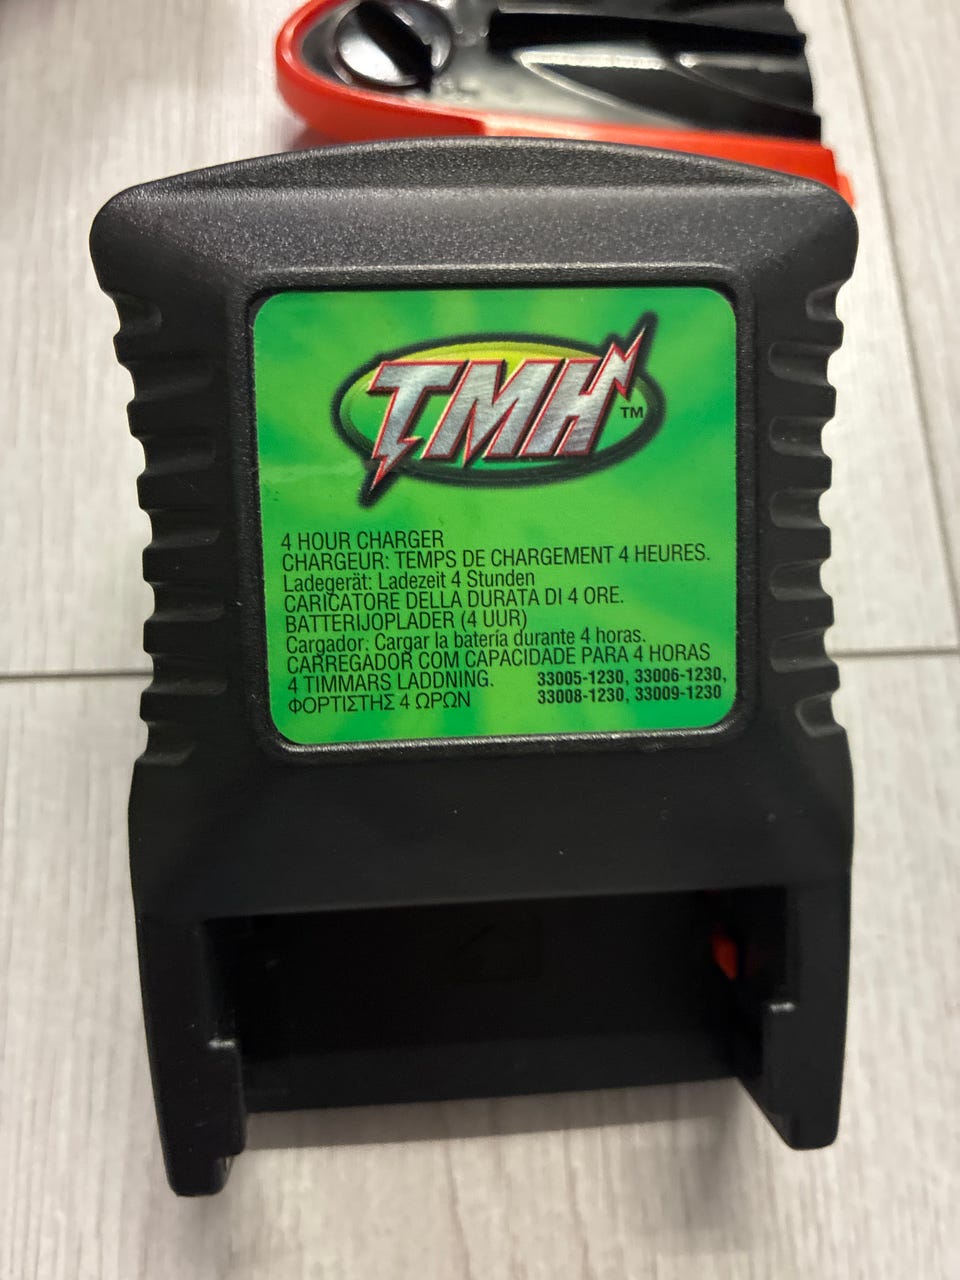 TMH™
4 HOUR CHARGER
CHARGEUR: TEMPS DE CHARGEMENT 4 HEURES.
Ladegerät: Ladezeit 4 Stunden
CARICATORE DELLA DURATA DI 4 ORE.
BATTERIJOPLADER (4 UUR)
Cargador: Cargar la batería durante 4 horas.
CARREGADOR COM CAPACIDADE PARA 4 HORAS
4 TIMMARS LADDNING. 33005-1230, 33006-1230,
ΦΟΡΤΙΣΤΗΣ 4 ΩΡΩΝ 33008-1230, 33009-1230